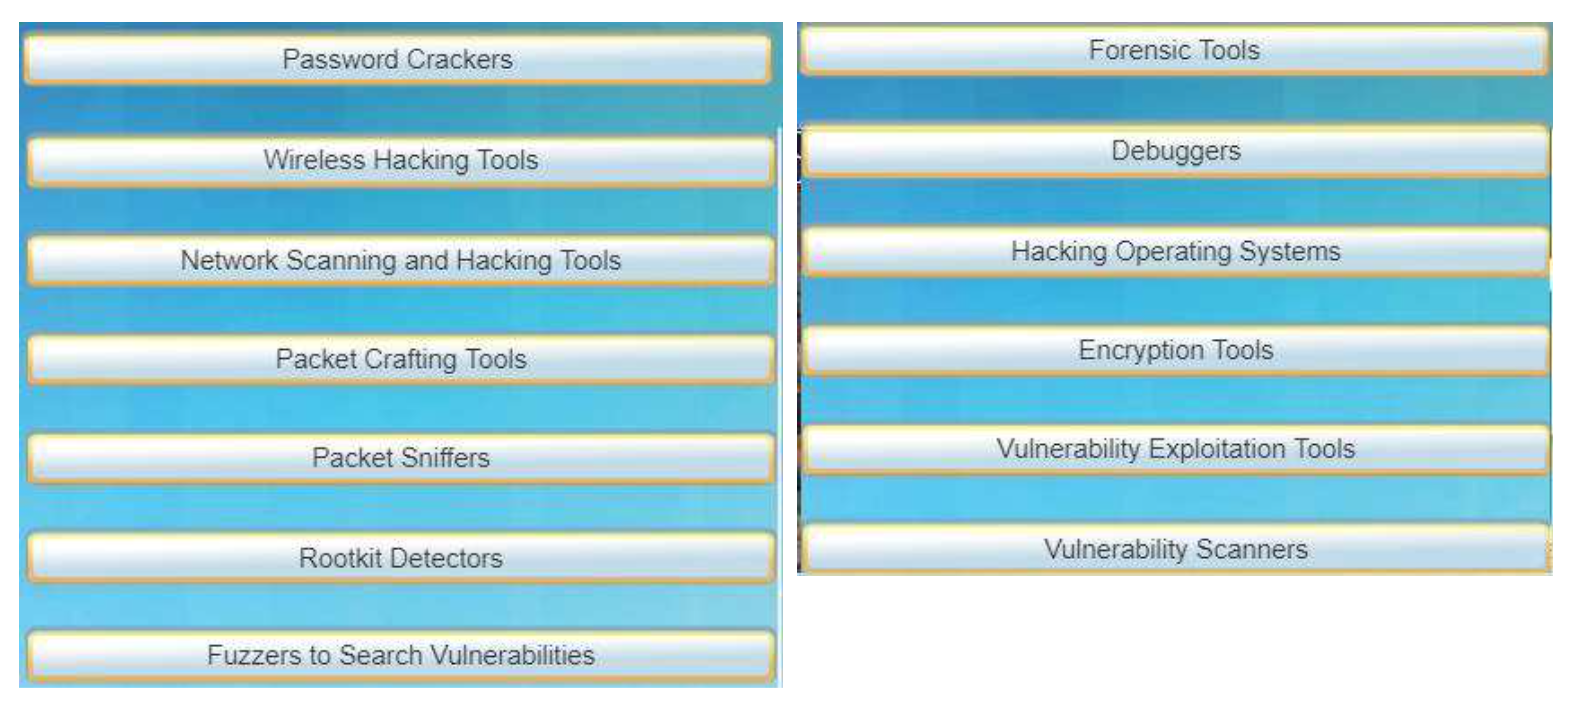 Password Crackers
Wireless Hacking Tools
Network Scanning and Hacking Tools
Packet Crafting Tools
Packet Sniffers
Rootkit Detectors
Fuzzers to Search Vulnerabilities
Forensic Tools
Debuggers
Hacking Operating Systems
Encryption Tools
Vulnerability Exploitation Tools
Vulnerability Scanners